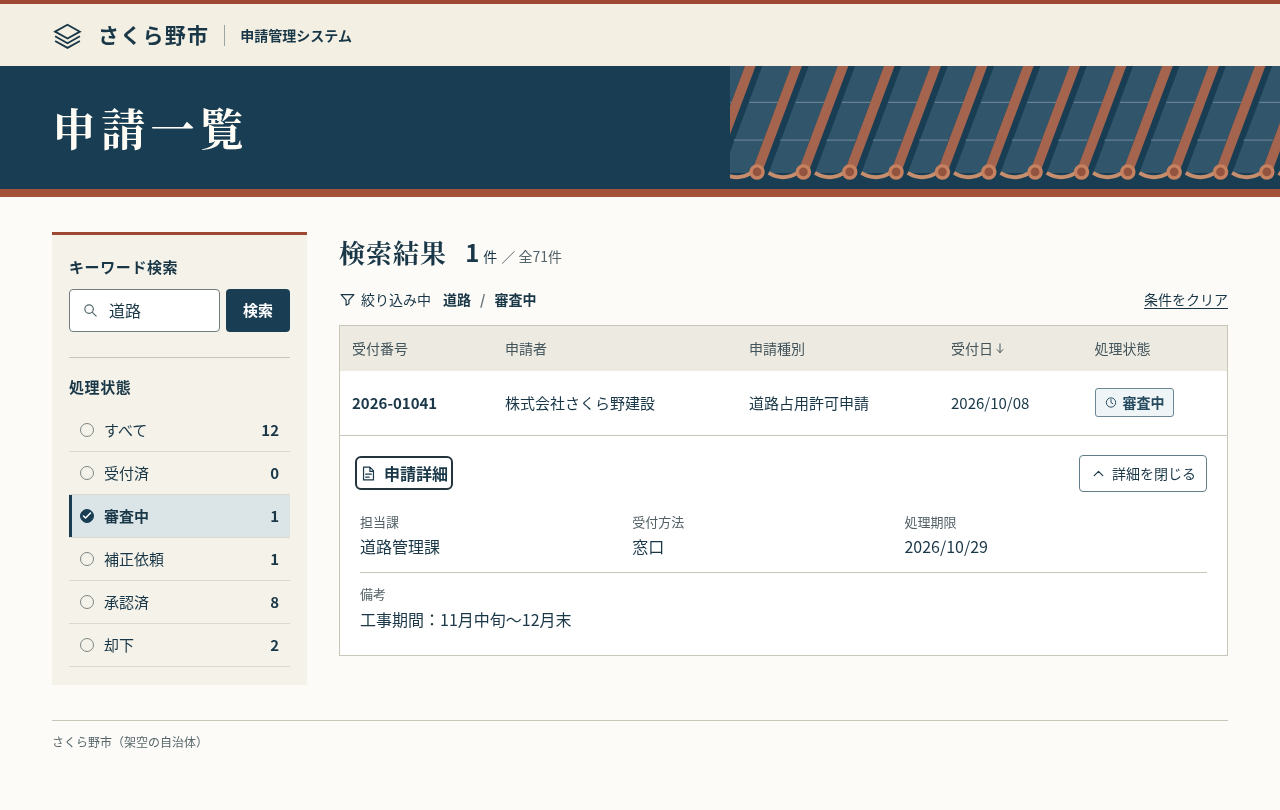 さくら野市 申請管理システム
申請一覧
キーワード検索
道路 検索
処理状態
すべて 12
受付済 0
審査中 1
補正依頼 1
承認済 8
却下 2
検索結果 1 件 ／ 全71件
絞り込み中 道路 / 審査中 条件をクリア
受付番号 申請者 申請種別 受付日↓ 処理状態
2026-01041 株式会社さくら野建設 道路占用許可申請 2026/10/08 審査中
申請詳細 詳細を閉じる
担当課 受付方法 処理期限
道路管理課 窓口 2026/10/29
備考
工事期間：11月中旬〜12月末
さくら野市（架空の自治体）